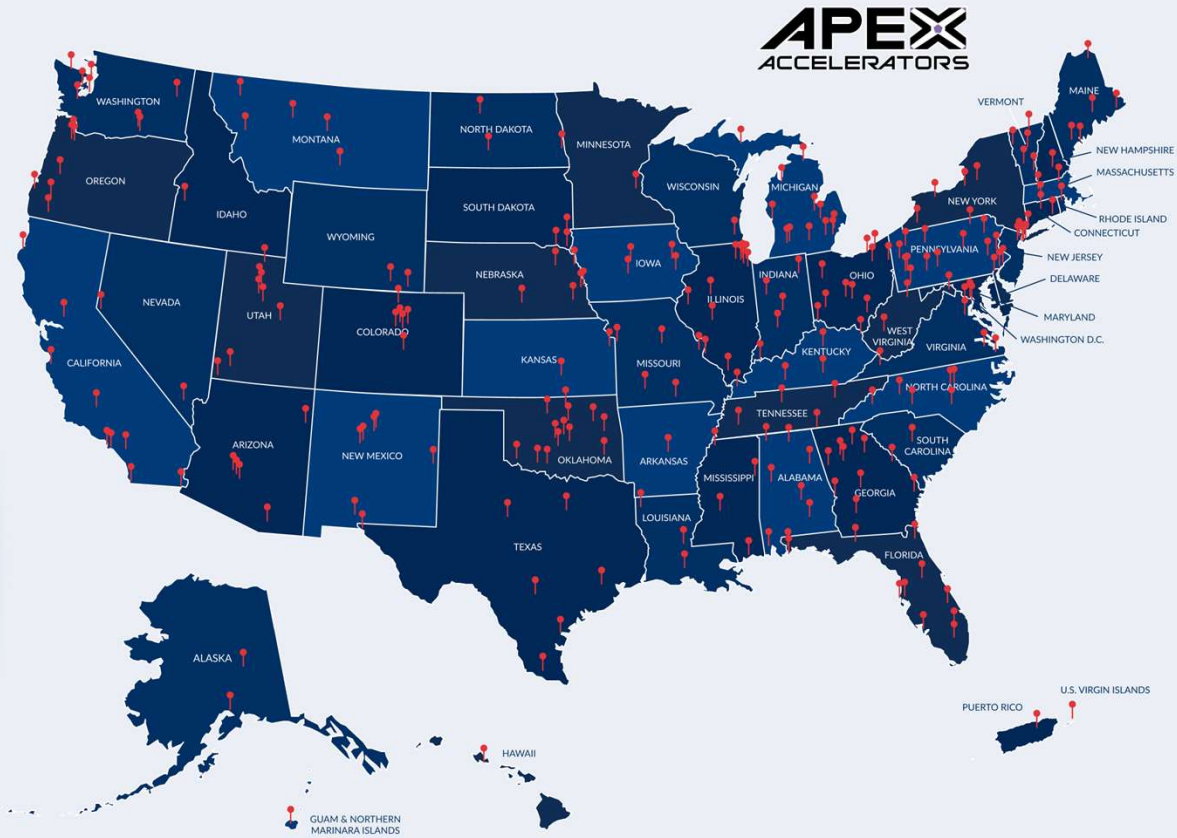 APEX
ACCELERATORS
WASHINGTON
MONTANA
NORTH DAKOTA
MINNESOTA
VERMONT
MAINE
NEW HAMPSHIRE
MASSACHUSETTS
OREGON
IDAHO
SOUTH DAKOTA
WISCONSIN
MICHIGAN
NEW YORK
RHODE ISLAND
CONNECTICUT
WYOMING
NEBRASKA
IOWA
ILLINOIS
INDIANA
OHIO
PENNSYLVANIA
NEW JERSEY
DELAWARE
MARYLAND
WASHINGTON D.C.
NEVADA
UTAH
COLORADO
CALIFORNIA
KANSAS
MISSOURI
KENTUCKY
WEST
VIRGINIA
VIRGINIA
NORTH CAROLINA
TENNESSEE
SOUTH
CAROLINA
ARIZONA
NEW MEXICO
OKLAHOMA
ARKANSAS
MISSISSIPPI
ALABAMA
GEORGIA
LOUISIANA
TEXAS
FLORIDA
ALASKA
HAWAII
GUAM & NORTHERN
MARINARA ISLANDS
PUERTO RICO
U.S. VIRGIN ISLANDS